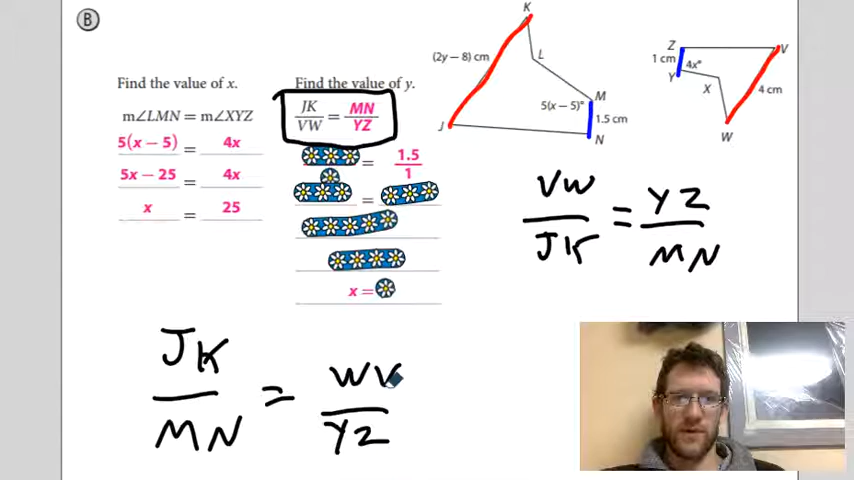 B
Find the value of x.
m∠LMN = m∠XYZ
5(x − 5) = 4x
5x − 25 = 4x
x = 25
Find the value of y.
JK/VW = MN/YZ
= 1.5/1
=
x =
K
(2y − 8) cm
L
M
5(x − 5)°
1.5 cm
J
N
Z
V
1 cm
4x°
Y
X
4 cm
W
VW/JK = YZ/MN
JK/MN = WV/YZ